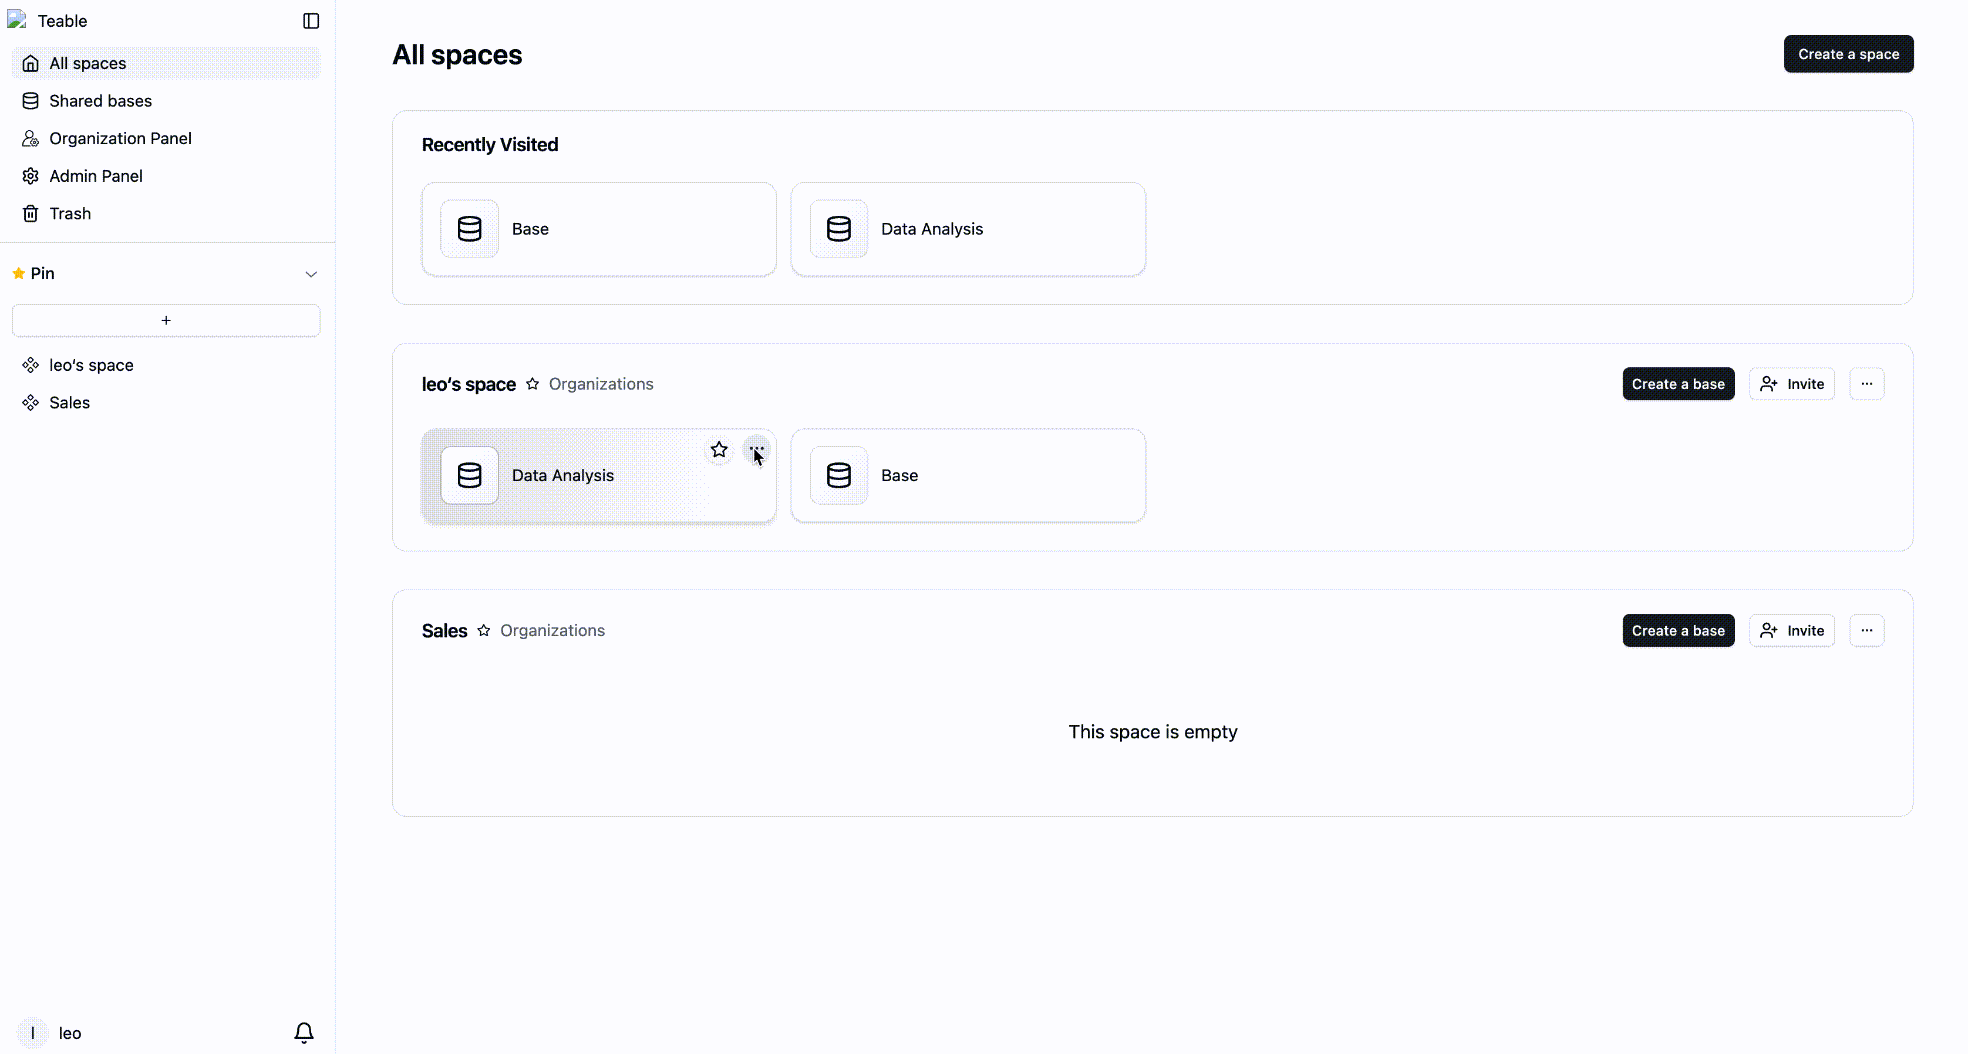 Teable
All spaces
Shared bases
Organization Panel
Admin Panel
Trash
Pin
+
leo's space
Sales
l
leo
All spaces
Create a space
Recently Visited
Base
Data Analysis
leo's space
Organizations
Create a base
Invite
Data Analysis
Base
Sales
Organizations
Create a base
Invite
This space is empty